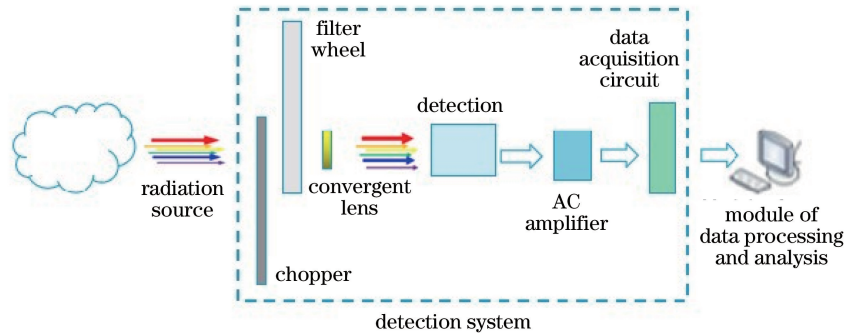 filter
wheel
data
acquisition
circuit
detection
radiation
source
convergent
lens
AC
amplifier
chopper
module of
data processing
and analysis
detection system